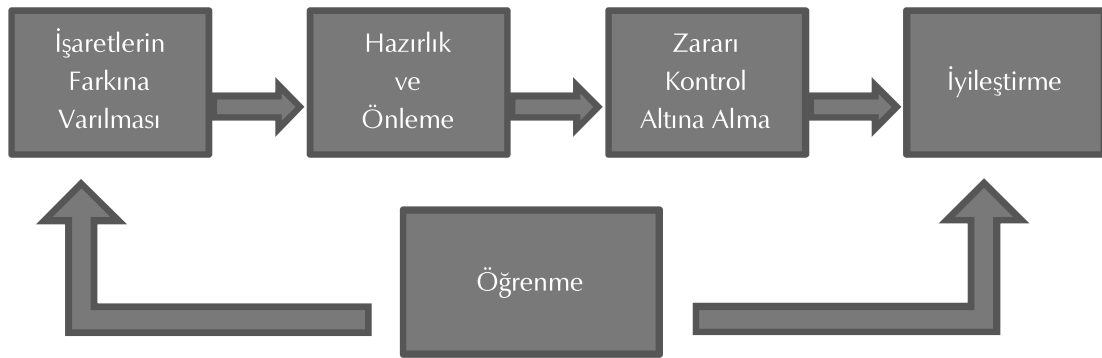 İşaretlerin
Farkına
Varılması
Hazırlık
ve
Önleme
Zararı
Kontrol
Altına Alma
İyileştirme
Öğrenme